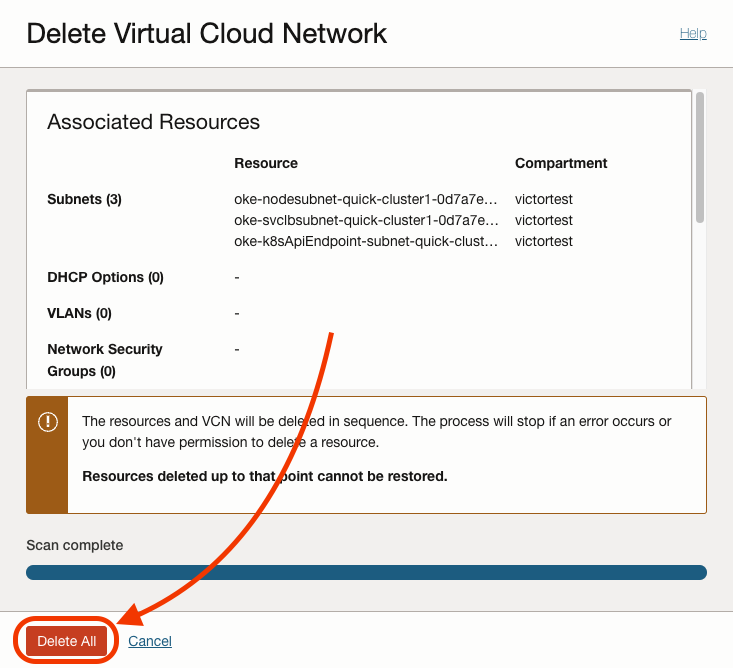 Delete Virtual Cloud Network
Help
Associated Resources
Resource Compartment
Subnets (3) oke-nodesubnet-quick-cluster1-0d7a7e... victortest
oke-svclbsubnet-quick-cluster1-0d7a7e... victortest
oke-k8sApiEndpoint-subnet-quick-clust... victortest
DHCP Options (0) -
VLANs (0) -
Network Security -
Groups (0)
The resources and VCN will be deleted in sequence. The process will stop if an error occurs or
you don't have permission to delete a resource.
Resources deleted up to that point cannot be restored.
Scan complete
Delete All Cancel